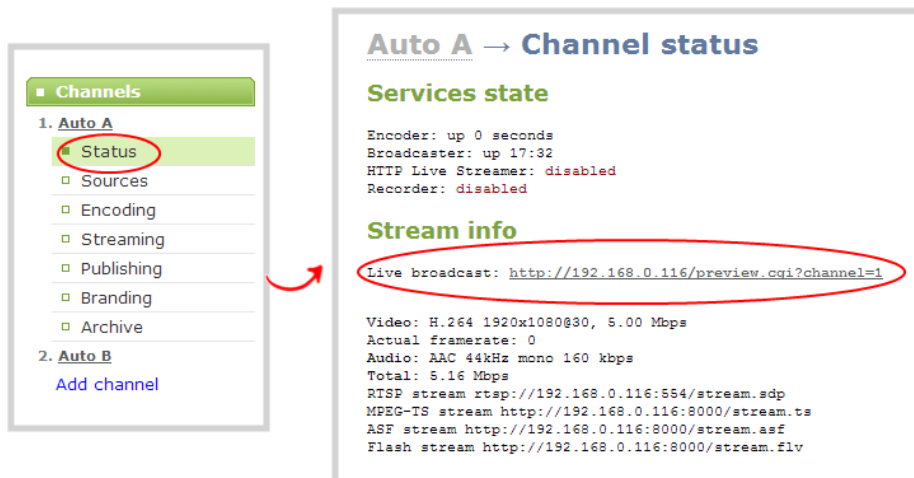 Channels
1. Auto A
Status
Sources
Encoding
Streaming
Publishing
Branding
Archive
2. Auto B
Add channel
Auto A → Channel status
Services state
Encoder: up 0 seconds
Broadcaster: up 17:32
HTTP Live Streamer: disabled
Recorder: disabled
Stream info
Live broadcast: http://192.168.0.116/preview.cgi?channel=1
Video: H.264 1920x1080@30, 5.00 Mbps
Actual framerate: 0
Audio: AAC 44kHz mono 160 kbps
Total: 5.16 Mbps
RTSP stream rtsp://192.168.0.116:554/stream.sdp
MPEG-TS stream http://192.168.0.116:8000/stream.ts
ASF stream http://192.168.0.116:8000/stream.asf
Flash stream http://192.168.0.116:8000/stream.flv